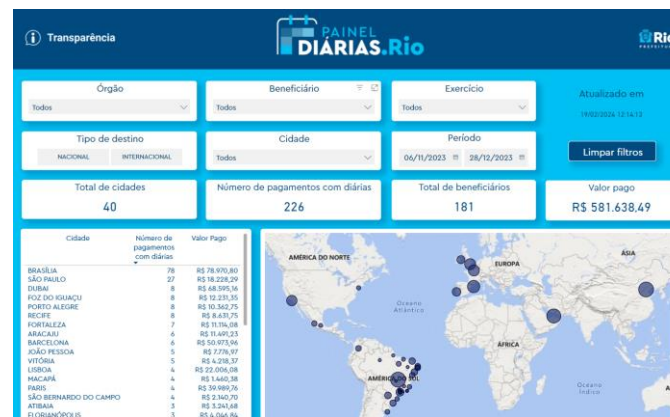 Transparência
PAINEL
DIÁRIAS.Rio
Rio
PREFEITURA
Órgão
Todos
Beneficiário
Todos
Exercício
Todos
Atualizado em
19/02/2024 12:14:12
Tipo de destino
NACIONAL INTERNACIONAL
Cidade
Todos
Período
06/11/2023 28/12/2023
Limpar filtros
Total de cidades
40
Número de pagamentos com diárias
226
Total de beneficiários
181
Valor pago
R$ 581.638,49
Cidade Número de pagamentos com diárias Valor Pago
BRASÍLIA 78 R$ 78.970,80
SÃO PAULO 27 R$ 18.228,29
DUBAI 8 R$ 68.595,16
FOZ DO IGUAÇU 8 R$ 12.231,35
PORTO ALEGRE 8 R$ 10.362,75
RECIFE 8 R$ 8.631,75
FORTALEZA 7 R$ 11.114,08
ARACAJU 6 R$ 11.491,23
BARCELONA 6 R$ 50.973,96
JOÃO PESSOA 5 R$ 7.776,97
VITÓRIA 5 R$ 4.218,37
LISBOA 4 R$ 22.006,08
MACAPÁ 4 R$ 1.460,38
PARIS 4 R$ 39.989,76
SÃO BERNARDO DO CAMPO 4 R$ 2.140,70
ATIBAIA 3 R$ 3.241,68
FLORIANÓPOLIS 3 R$ 4.046,84
AMÉRICA DO NORTE
EUROPA
ÁSIA
Oceano
Atlântico
ÁFRICA
AMÉRICA DO SUL
Oceano
Índico